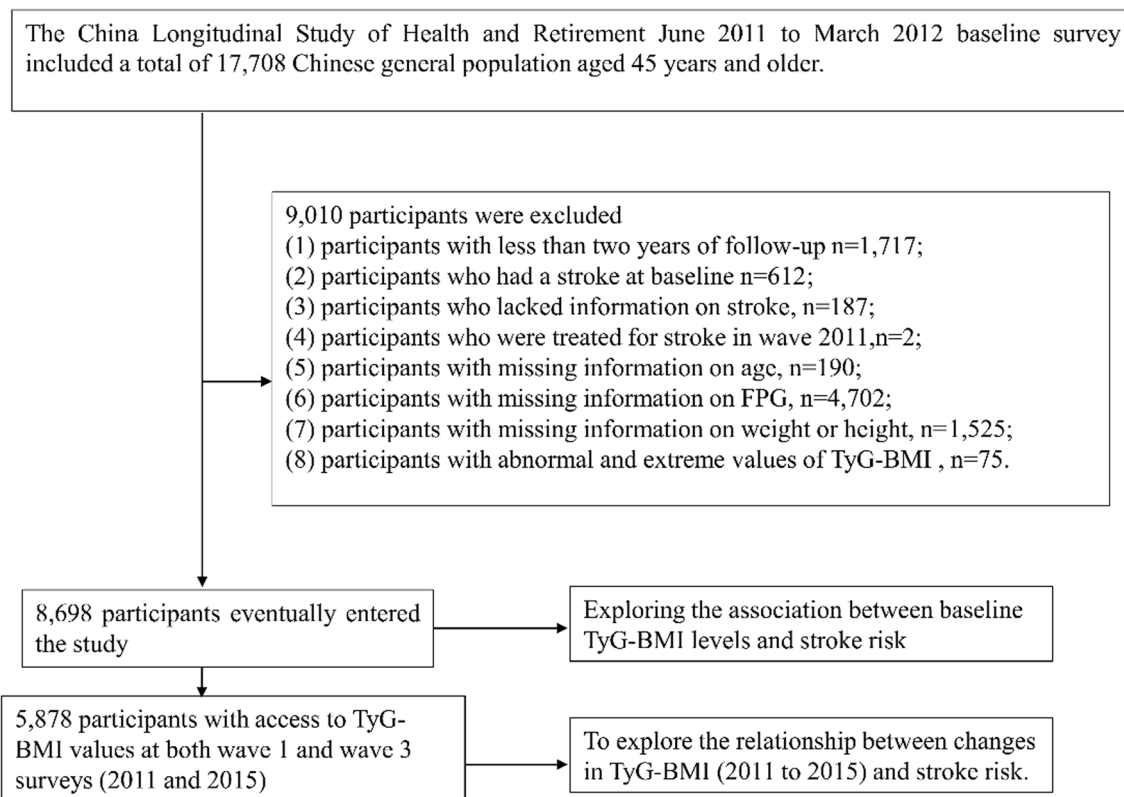 The China Longitudinal Study of Health and Retirement June 2011 to March 2012 baseline survey
included a total of 17,708 Chinese general population aged 45 years and older.
9,010 participants were excluded
(1) participants with less than two years of follow-up n=1,717;
(2) participants who had a stroke at baseline n=612;
(3) participants who lacked information on stroke, n=187;
(4) participants who were treated for stroke in wave 2011,n=2;
(5) participants with missing information on age, n=190;
(6) participants with missing information on FPG, n=4,702;
(7) participants with missing information on weight or height, n=1,525;
(8) participants with abnormal and extreme values of TyG-BMI , n=75.
8,698 participants eventually entered
the study
Exploring the association between baseline
TyG-BMI levels and stroke risk
5,878 participants with access to TyG-
BMI values at both wave 1 and wave 3
surveys (2011 and 2015)
To explore the relationship between changes
in TyG-BMI (2011 to 2015) and stroke risk.